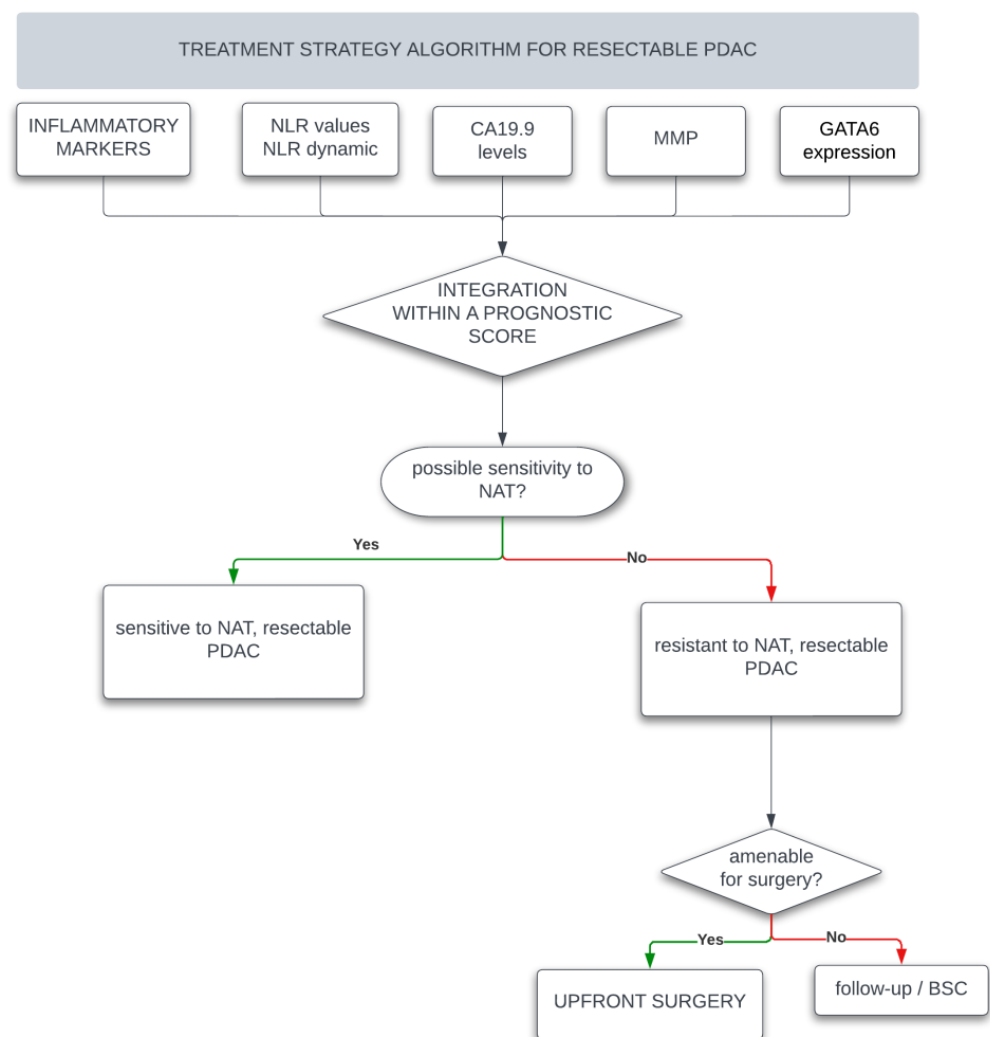 TREATMENT STRATEGY ALGORITHM FOR RESECTABLE PDAC
INFLAMMATORY
MARKERS
NLR values
NLR dynamic
CA19.9
levels
MMP
GATA6
expression
INTEGRATION
WITHIN A PROGNOSTIC
SCORE
possible sensitivity to
NAT?
Yes
No
sensitive to NAT, resectable
PDAC
resistant to NAT, resectable
PDAC
amenable
for surgery?
Yes
No
UPFRONT SURGERY
follow-up / BSC